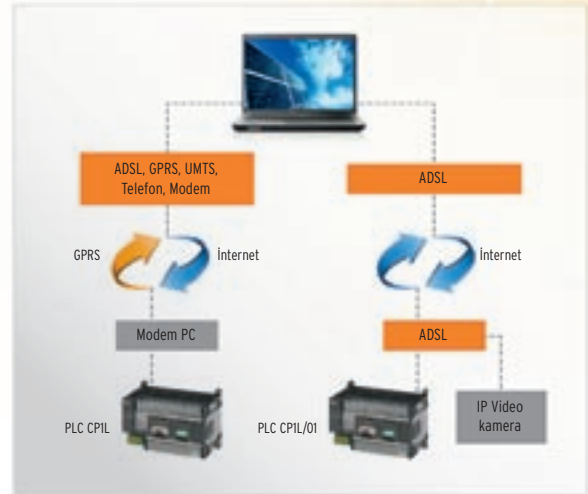 ADSL, GPRS, UMTS,
Telefon, Modem
ADSL
GPRS
İnternet
İnternet
Modem PC
ADSL
PLC CP1L
PLC CP1L/01
IP Video
kamera